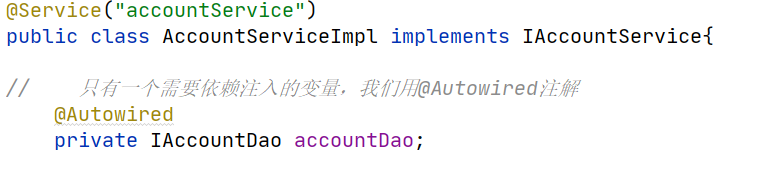 @Service("accountService")
public class AccountServiceImpl implements IAccountService{
//    只有一个需要依赖注入的变量，我们用@Autowired注解
    @Autowired
    private IAccountDao accountDao;